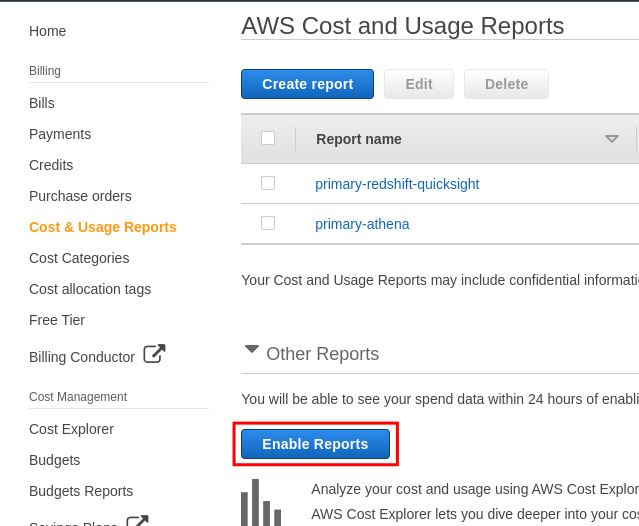 Home
Billing
Bills
Payments
Credits
Purchase orders
Cost & Usage Reports
Cost Categories
Cost allocation tags
Free Tier
Billing Conductor
Cost Management
Cost Explorer
Budgets
Budgets Reports
Savings Plans
AWS Cost and Usage Reports
Create report Edit Delete
Report name
primary-redshift-quicksight
primary-athena
Your Cost and Usage Reports may include confidential
Other Reports
You will be able to see your spend data within 24 hours of
Enable Reports
Analyze your cost and usage using AWS Cost
AWS Cost Explorer lets you dive deeper into your